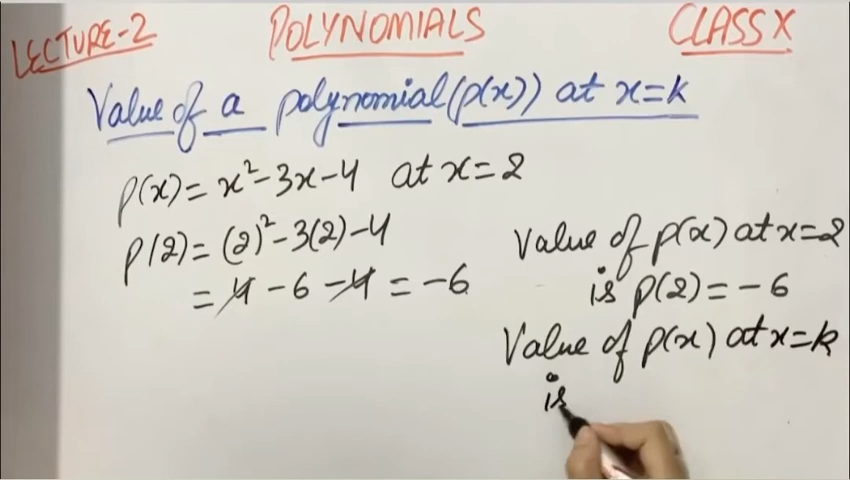 LECTURE-2 POLYNOMIALS CLASS X
Value of a polynomial (p(x)) at x=k
p(x) = x²-3x-4 at x=2
p(2) = (2)²-3(2)-4
= 4 - 6 - 4 = -6
Value of p(x) at x=2
is p(2) = -6
Value of p(x) at x=k
is